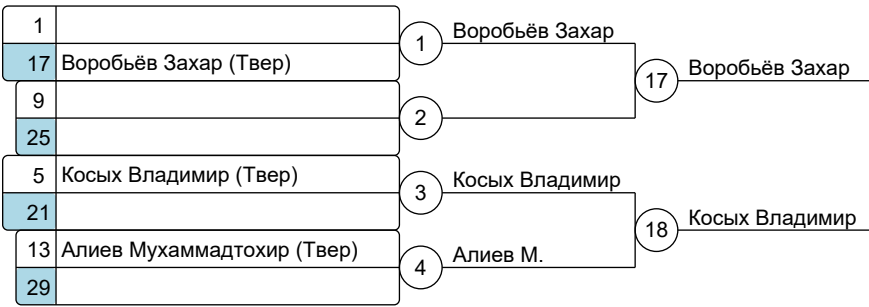 1
17 Воробьёв Захар (Твер)
1
Воробьёв Захар
9
25
2
17
Воробьёв Захар
5 Косых Владимир (Твер)
21
3
Косых Владимир
13 Алиев Мухаммадтохир (Твер)
29
4
Алиев М.
18
Косых Владимир